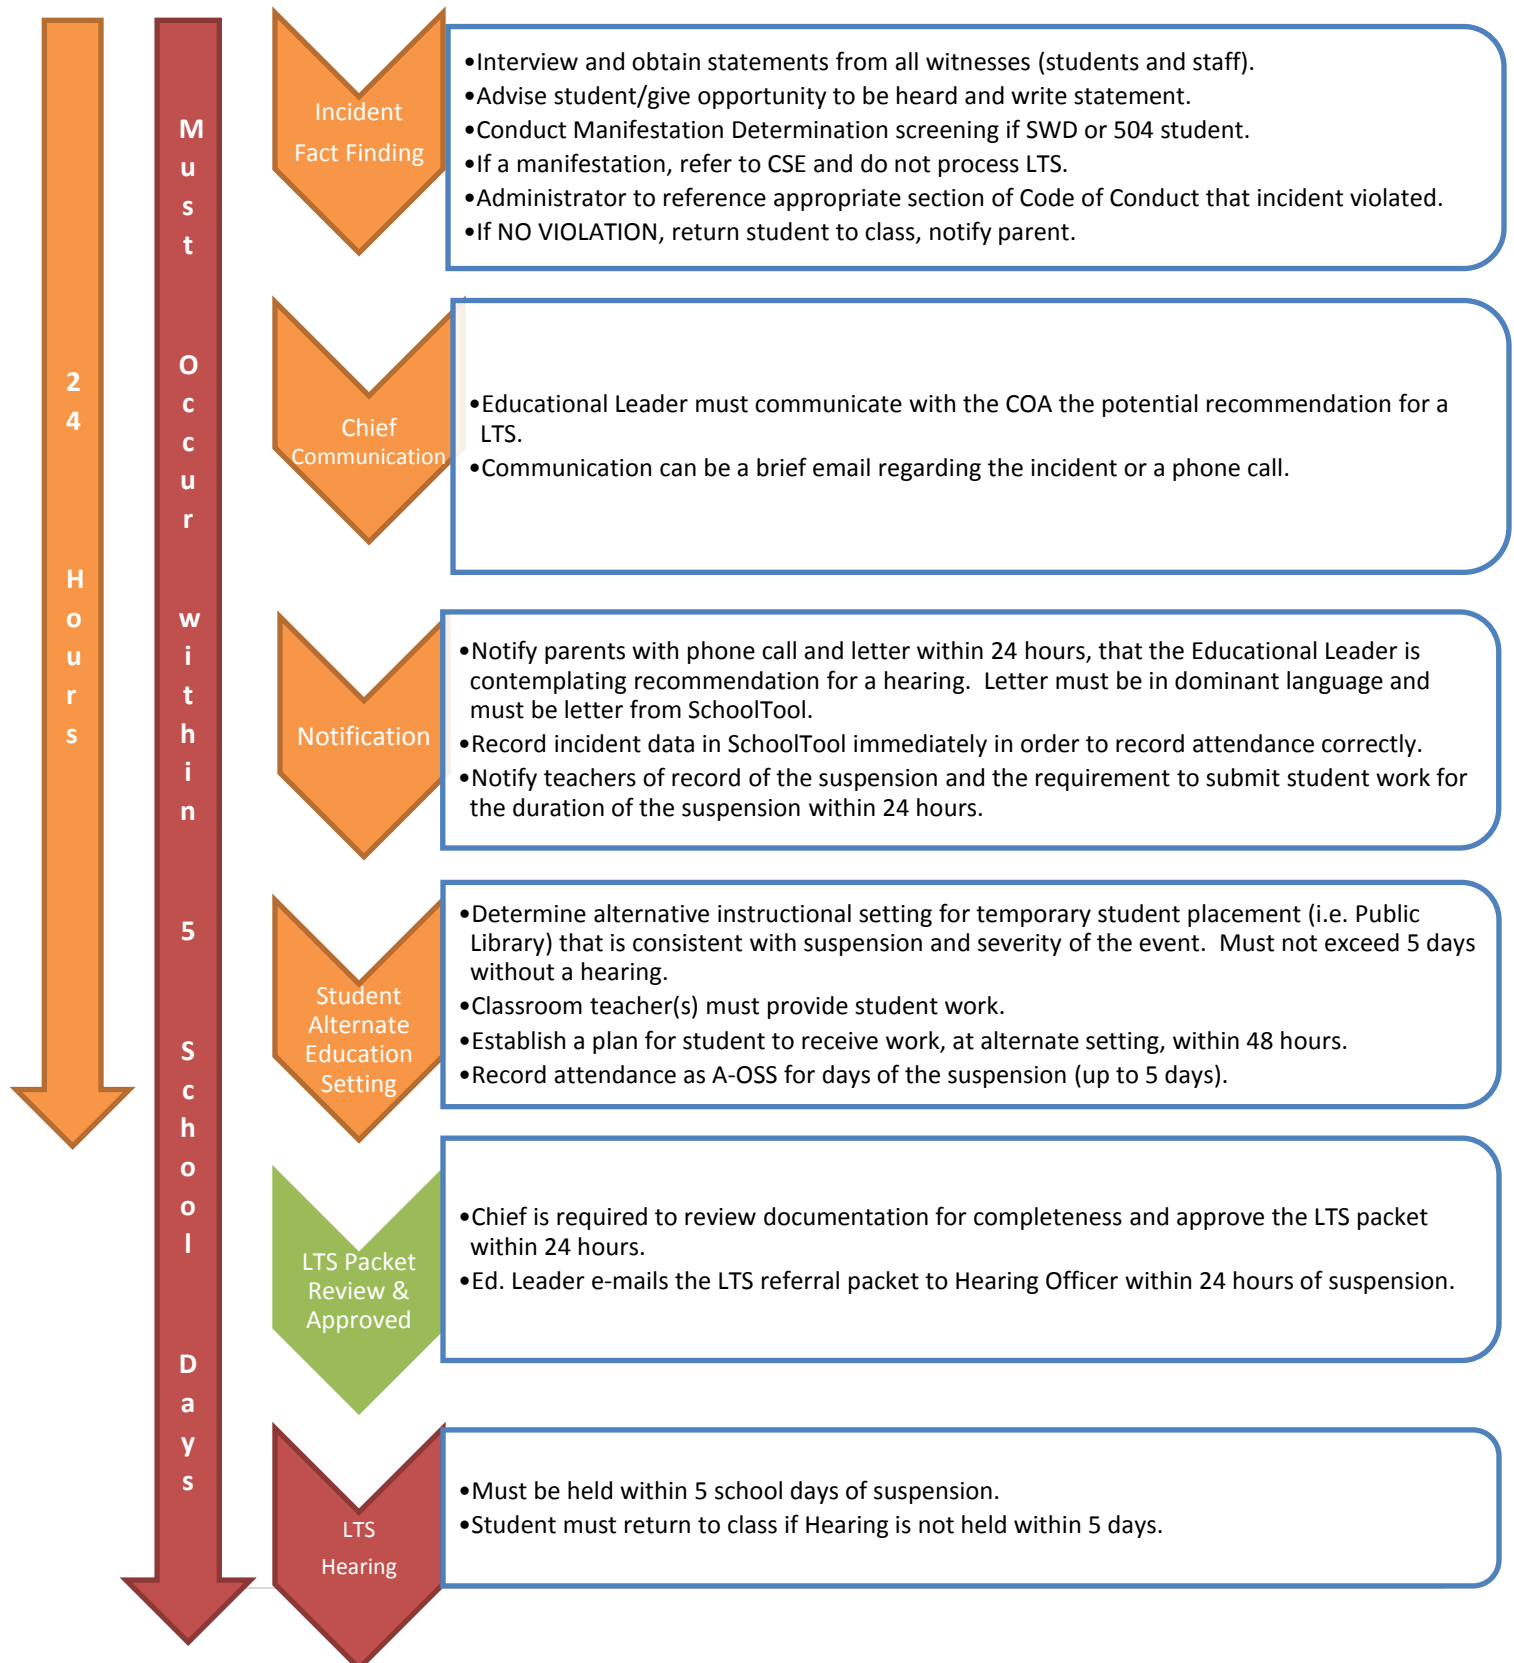 24 Hours
Must Occur within 5 School Days
Incident
Fact Finding
•Interview and obtain statements from all witnesses (students and staff).
•Advise student/give opportunity to be heard and write statement.
•Conduct Manifestation Determination screening if SWD or 504 student.
•If a manifestation, refer to CSE and do not process LTS.
•Administrator to reference appropriate section of Code of Conduct that incident violated.
•If NO VIOLATION, return student to class, notify parent.
Chief
Communication
•Educational Leader must communicate with the COA the potential recommendation for a
LTS.
•Communication can be a brief email regarding the incident or a phone call.
Notification
•Notify parents with phone call and letter within 24 hours, that the Educational Leader is
contemplating recommendation for a hearing.  Letter must be in dominant language and
must be letter from SchoolTool.
•Record incident data in SchoolTool immediately in order to record attendance correctly.
•Notify teachers of record of the suspension and the requirement to submit student work for
the duration of the suspension within 24 hours.
Student
Alternate
Education
Setting
•Determine alternative instructional setting for temporary student placement (i.e. Public
Library) that is consistent with suspension and severity of the event.  Must not exceed 5 days
without a hearing.
•Classroom teacher(s) must provide student work.
•Establish a plan for student to receive work, at alternate setting, within 48 hours.
•Record attendance as A-OSS for days of the suspension (up to 5 days).
LTS Packet
Review &
Approved
•Chief is required to review documentation for completeness and approve the LTS packet
within 24 hours.
•Ed. Leader e-mails the LTS referral packet to Hearing Officer within 24 hours of suspension.
LTS
Hearing
•Must be held within 5 school days of suspension.
•Student must return to class if Hearing is not held within 5 days.